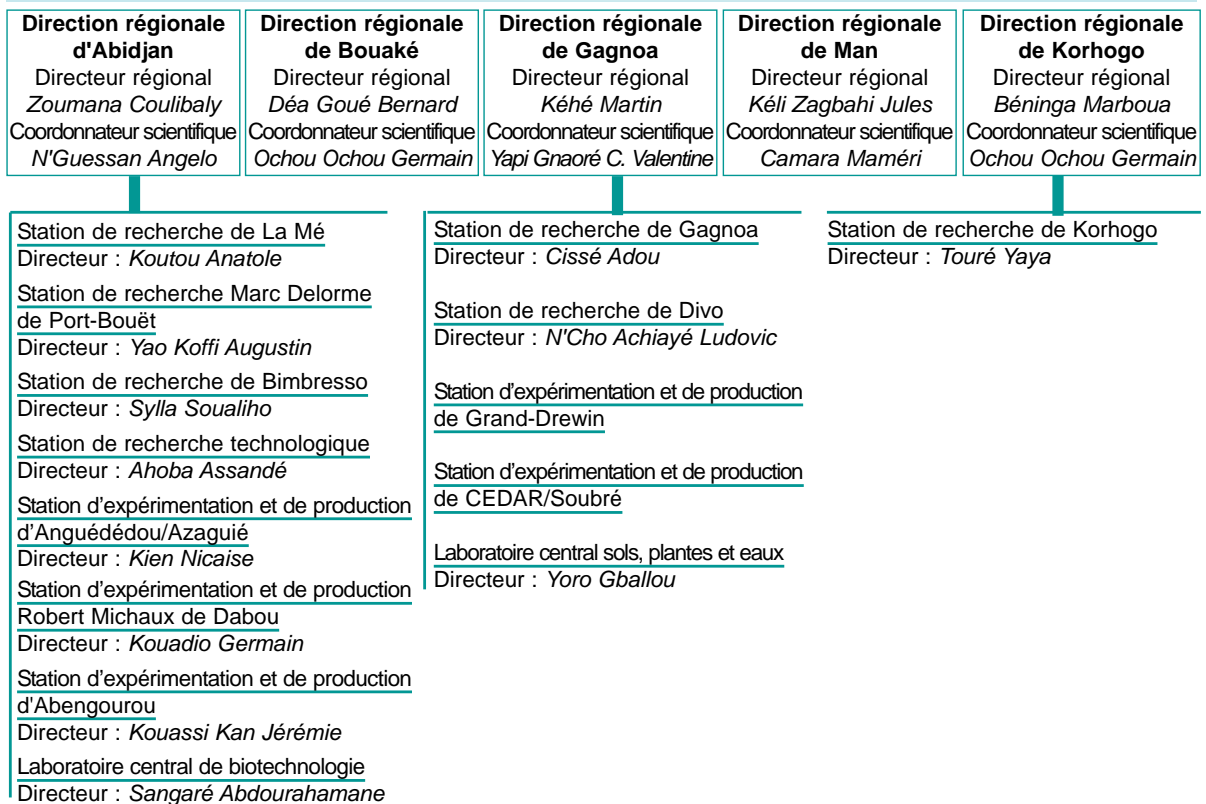 Direction régionale
d'Abidjan
Directeur régional
Zoumana Coulibaly
Coordonnateur scientifique
N'Guessan Angelo
Direction régionale
de Bouaké
Directeur régional
Déa Goué Bernard
Coordonnateur scientifique
Ochou Ochou Germain
Direction régionale
de Gagnoa
Directeur régional
Kéhé Martin
Coordonnateur scientifique
Yapi Gnaoré C. Valentine
Direction régionale
de Man
Directeur régional
Kéli Zagbahi Jules
Coordonnateur scientifique
Camara Maméri
Direction régionale
de Korhogo
Directeur régional
Béninga Marboua
Coordonnateur scientifique
Ochou Ochou Germain
Station de recherche de La Mé
Directeur : Koutou Anatole
Station de recherche Marc Delorme
de Port-Bouët
Directeur : Yao Koffi Augustin
Station de recherche de Bimbresso
Directeur : Sylla Soualiho
Station de recherche technologique
Directeur : Ahoba Assandé
Station d’expérimentation et de production
d’Anguédédou/Azaguié
Directeur : Kien Nicaise
Station d’expérimentation et de production
Robert Michaux de Dabou
Directeur : Kouadio Germain
Station d’expérimentation et de production
d'Abengourou
Directeur : Kouassi Kan Jérémie
Laboratoire central de biotechnologie
Directeur : Sangaré Abdourahamane
Station de recherche de Gagnoa
Directeur : Cissé Adou
Station de recherche de Divo
Directeur : N'Cho Achiayé Ludovic
Station d’expérimentation et de production
de Grand-Drewin
Station d’expérimentation et de production
de CEDAR/Soubré
Laboratoire central sols, plantes et eaux
Directeur : Yoro Gballou
Station de recherche de Korhogo
Directeur : Touré Yaya